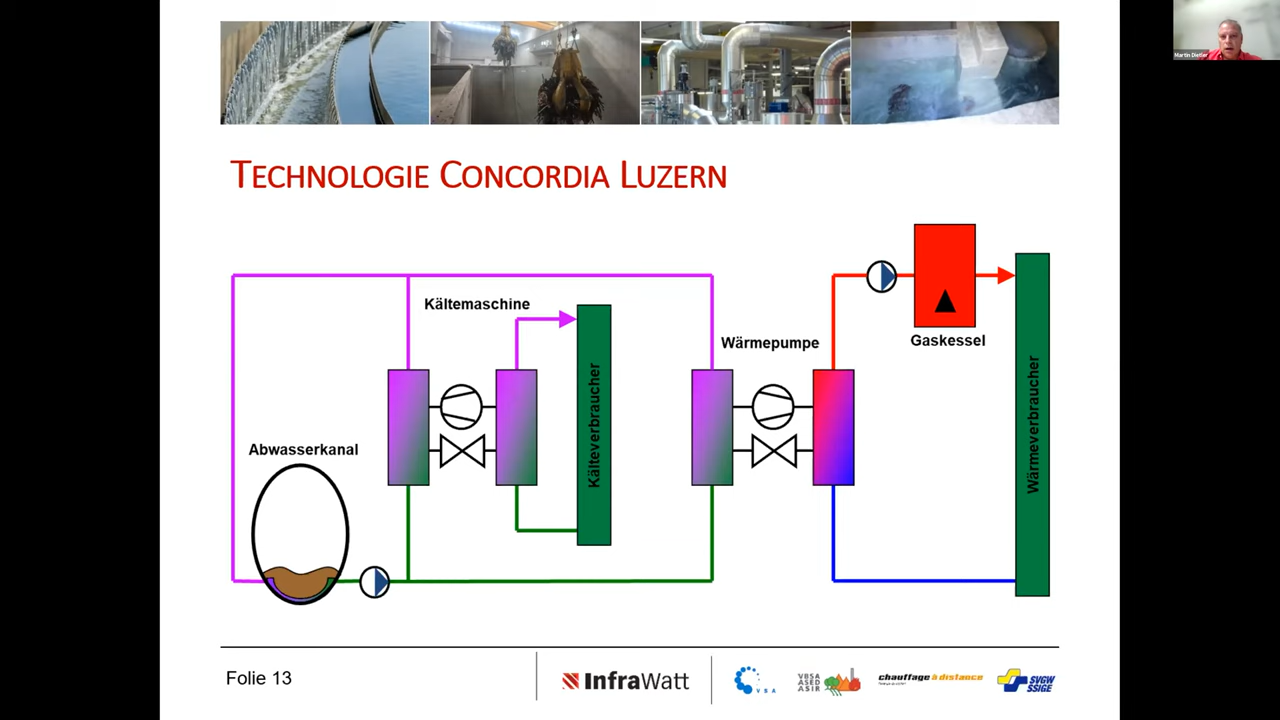 Martin Dietler
TECHNOLOGIE CONCORDIA LUZERN
Kältemaschine
Wärmepumpe
Gaskessel
Abwasserkanal
Kälteverbraucher
Wärmeverbraucher
Folie 13
InfraWatt
VSA
VBSA
ASED
ASIR
chauffage à distance
SVGW
SSIGE